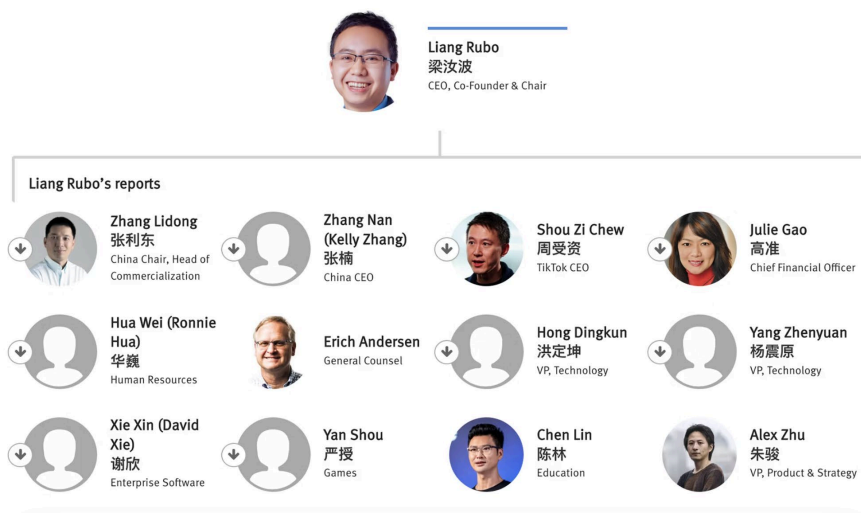 Liang Rubo
梁汝波
CEO, Co-Founder & Chair
Liang Rubo's reports
Zhang Lidong
张利东
China Chair, Head of
Commercialization
Zhang Nan
(Kelly Zhang)
张楠
China CEO
Shou Zi Chew
周受资
TikTok CEO
Julie Gao
高准
Chief Financial Officer
Hua Wei (Ronnie
Hua)
华巍
Human Resources
Erich Andersen
General Counsel
Hong Dingkun
洪定坤
VP, Technology
Yang Zhenyuan
杨震原
VP, Technology
Xie Xin (David
Xie)
谢欣
Enterprise Software
Yan Shou
严授
Games
Chen Lin
陈林
Education
Alex Zhu
朱骏
VP, Product & Strategy